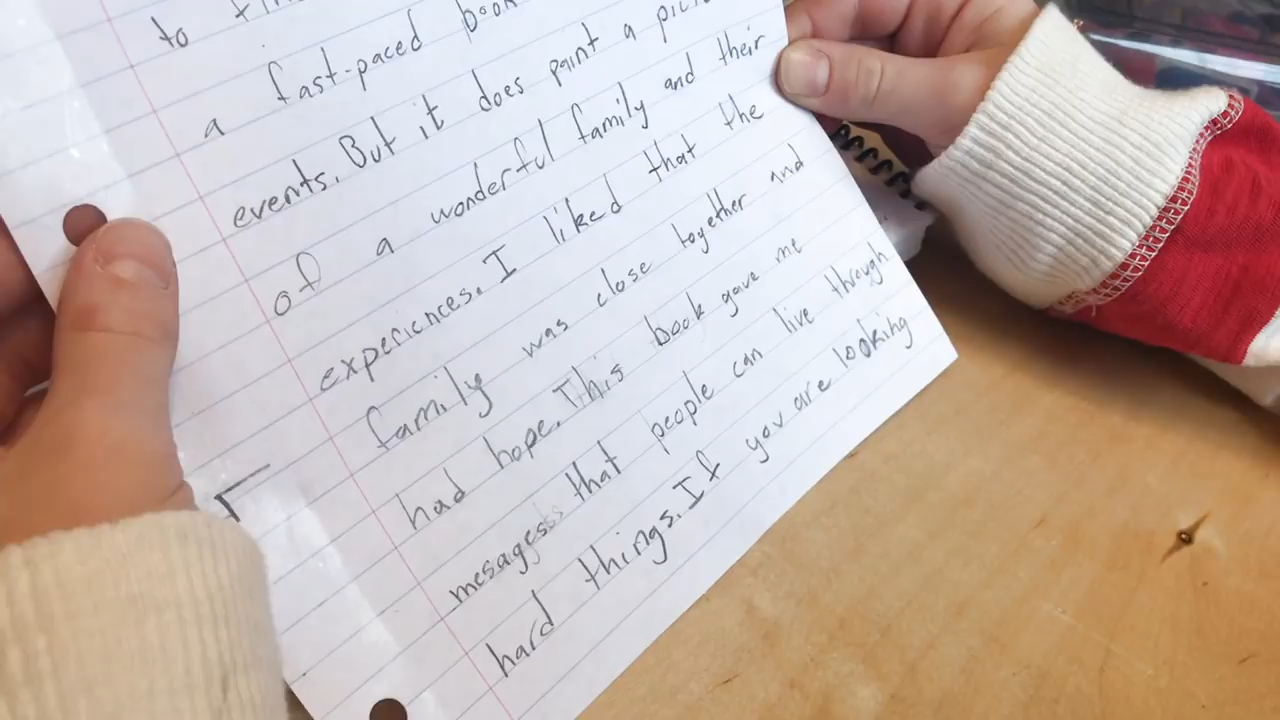 to
a fast-paced book
events. But it does paint a
of a wonderful family and their
experiences. I liked that the
family was close together and
had hope. This book gave me
mesages that people can live through
hard things. If you are looking